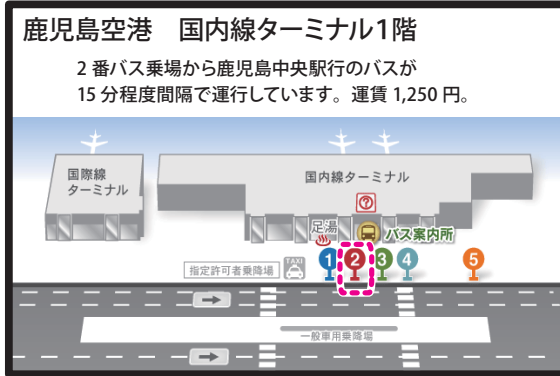 鹿児島空港　国内線ターミナル1階
2 番バス乗場から鹿児島中央駅行のバスが
15 分程度間隔で運行しています。運賃 1,250 円。
国際線
ターミナル
国内線ターミナル
?
足湯
バス案内所
指定許可者乗降場
TAXI
1 2 3 4 5
一般車用乗降場